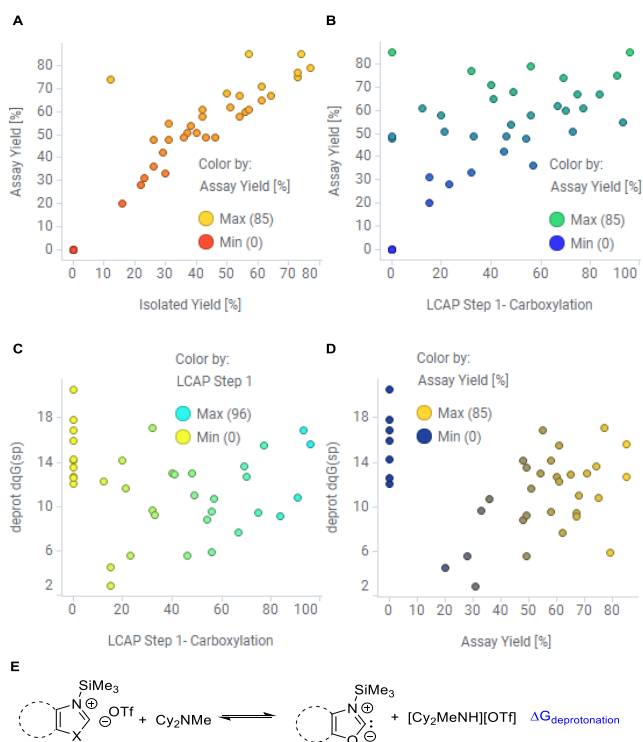 A
Assay Yield [%]
80
70
60
50
40
30
20
10
0
0 10 20 30 40 50 60 70 80
Isolated Yield [%]
Color by:
Assay Yield [%]
Max (85)
Min (0)
B
Assay Yield [%]
80
70
60
50
40
30
20
10
0
0 20 40 60 80 100
LCAP Step 1- Carboxylation
Color by:
Assay Yield [%]
Max (85)
Min (0)
C
Color by:
LCAP Step 1
Max (96)
Min (0)
deprot dqG(sp)
18
14
10
6
2
0 20 40 60 80 100
LCAP Step 1- Carboxylation
D
Color by:
Assay Yield [%]
Max (85)
Min (0)
deprot dqG(sp)
18
14
10
6
2
0 10 20 30 40 50 60 70 80
Assay Yield [%]
E
SiMe3
N
+
X
⊖OTf + Cy2NMe
SiMe3
N
+
O
+ [Cy2MeNH][OTf]
ΔGdeprotonation